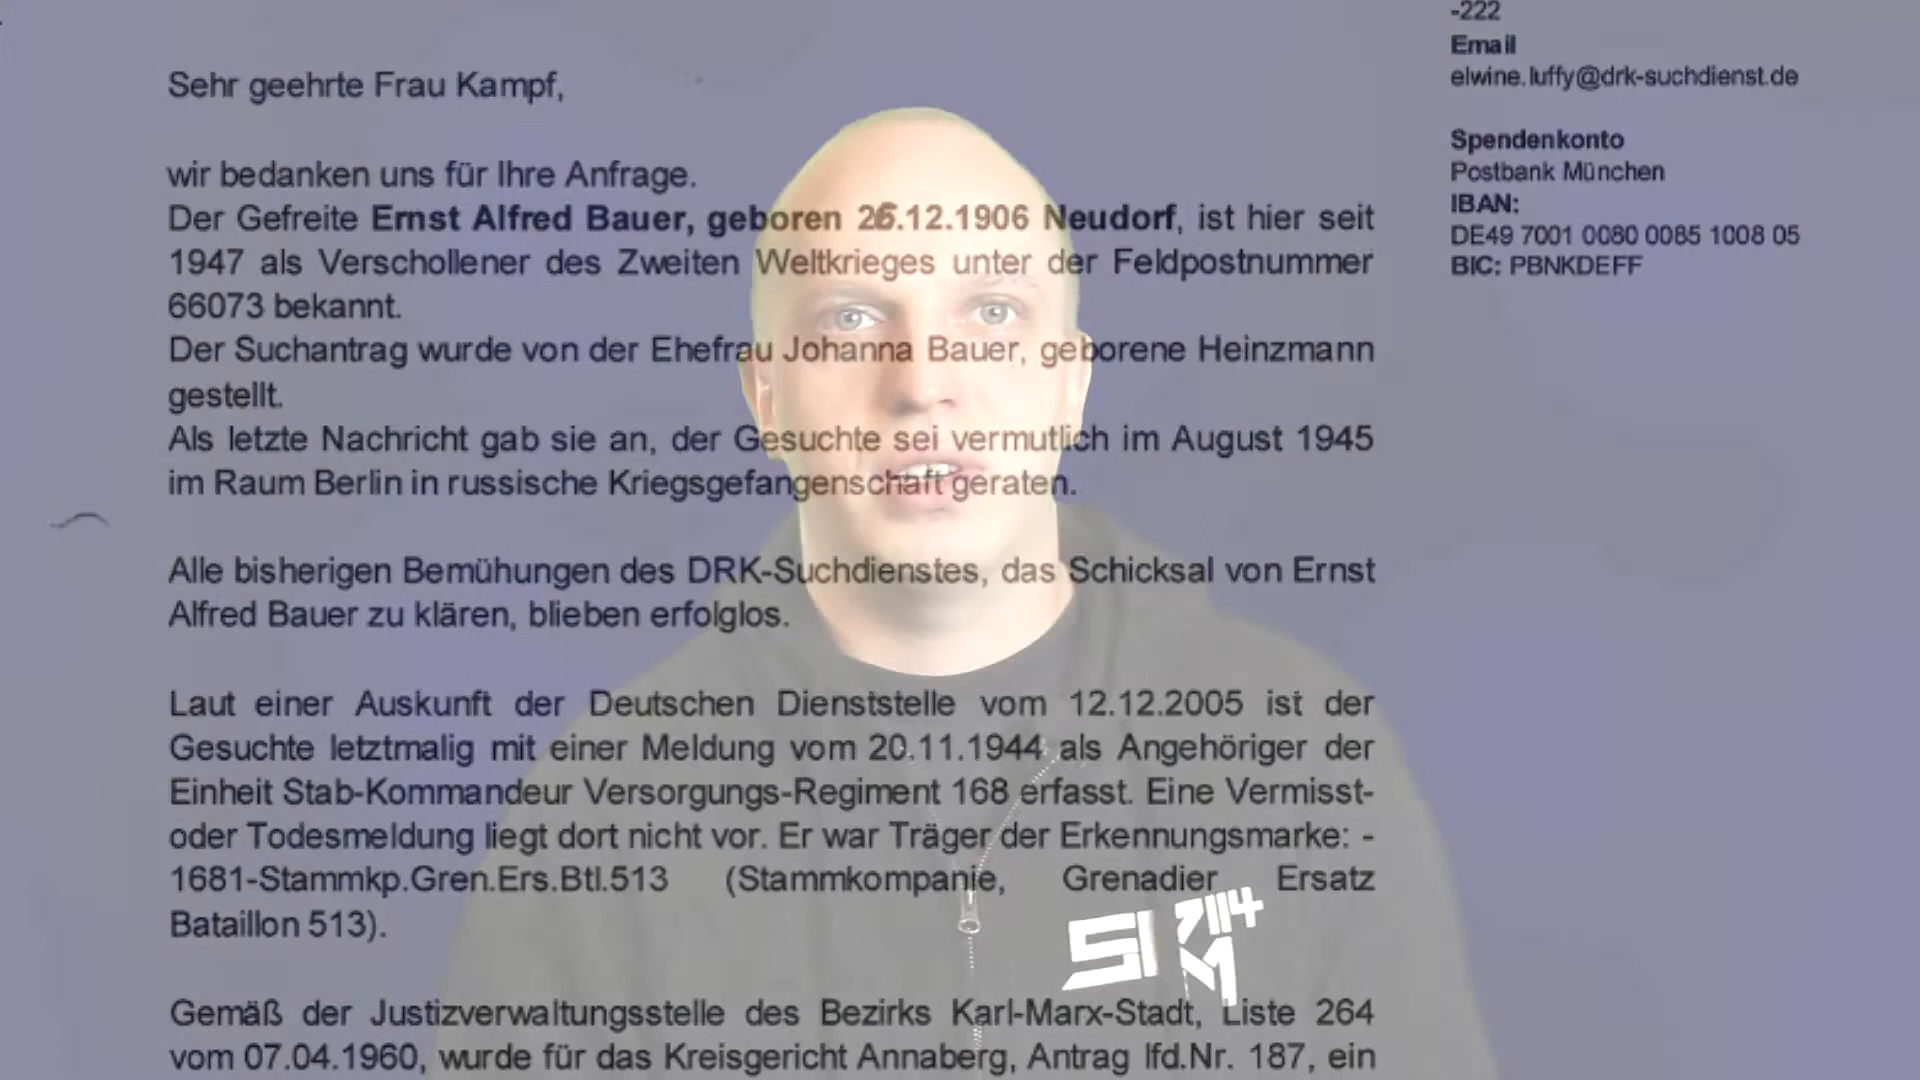 Sehr geehrte Frau Kampf,
wir bedanken uns für Ihre Anfrage.
Der Gefreite Ernst Alfred Bauer, geboren 26.12.1906 Neudorf, ist hier seit
1947 als Verschollener des Zweiten Weltkrieges unter der Feldpostnummer
66073 bekannt.
Der Suchantrag wurde von der Ehefrau Johanna Bauer, geborene Heinzmann
gestellt.
Als letzte Nachricht gab sie an, der Gesuchte sei vermutlich im August 1945
im Raum Berlin in russische Kriegsgefangenschaft geraten.
Alle bisherigen Bemühungen des DRK-Suchdienstes, das Schicksal von Ernst
Alfred Bauer zu klären, blieben erfolglos.
Laut einer Auskunft der Deutschen Dienststelle vom 12.12.2005 ist der
Gesuchte letztmalig mit einer Meldung vom 20.11.1944 als Angehöriger der
Einheit Stab-Kommandeur Versorgungs-Regiment 168 erfasst. Eine Vermisst-
oder Todesmeldung liegt dort nicht vor. Er war Träger der Erkennungsmarke: -
1681-Stammkp.Gren.Ers.Btl.513 (Stammkompanie, Grenadier Ersatz
Bataillon 513).
Gemäß der Justizverwaltungsstelle des Bezirks Karl-Marx-Stadt, Liste 264
vom 07.04.1960, wurde für das Kreisgericht Annaberg, Antrag lfd.Nr. 187, ein
-222
Email
elwine.luffy@drk-suchdienst.de
Spendenkonto
Postbank München
IBAN:
DE49 7001 0080 0085 1008 05
BIC: PBNKDEFF